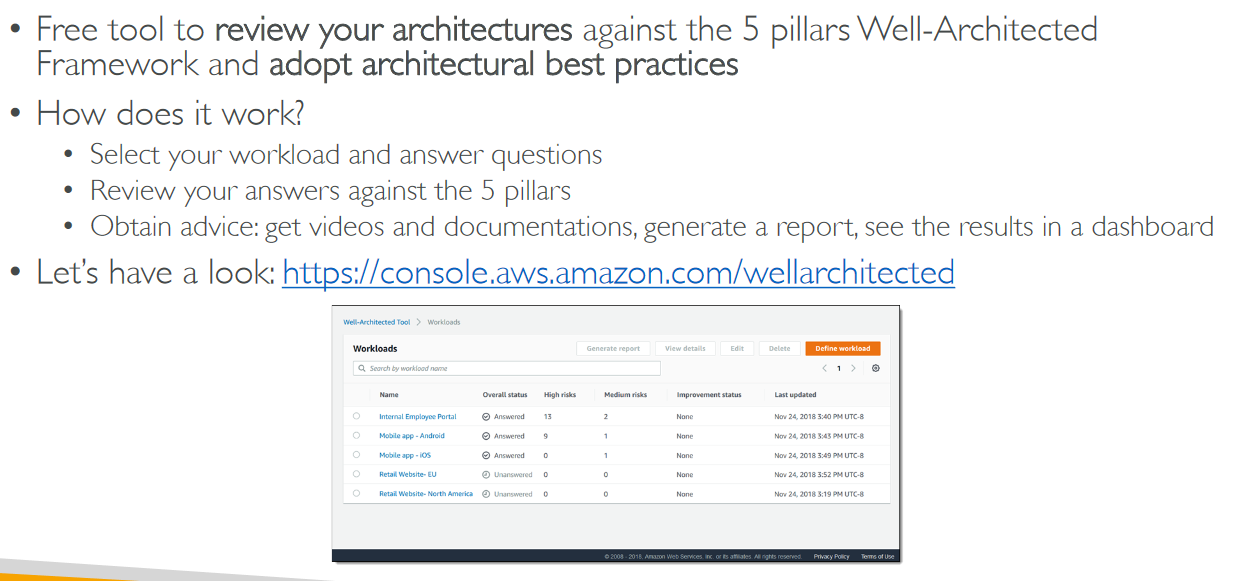 • Free tool to review your architectures against the 5 pillars Well-Architected
Framework and adopt architectural best practices
• How does it work?
• Select your workload and answer questions
• Review your answers against the 5 pillars
• Obtain advice: get videos and documentations, generate a report, see the results in a dashboard
• Let's have a look: https://console.aws.amazon.com/wellarchitected
Well-Architected Tool > Workloads
Workloads Generate report View details Edit Delete Define workload
Search by workload name < 1 >
Name Overall status High risks Medium risks Improvement status Last updated
Internal Employee Portal Answered 13 2 None Nov 24, 2018 3:40 PM UTC-8
Mobile app - Android Answered 9 1 None Nov 24, 2018 3:43 PM UTC-8
Mobile app - iOS Answered 0 1 None Nov 24, 2018 3:49 PM UTC-8
Retail Website- EU Unanswered 0 0 None Nov 24, 2018 3:52 PM UTC-8
Retail Website- North America Unanswered 0 0 None Nov 24, 2018 3:19 PM UTC-8
© 2008 - 2018, Amazon Web Services, Inc. or its affiliates. All rights reserved. Privacy Policy Terms of Use